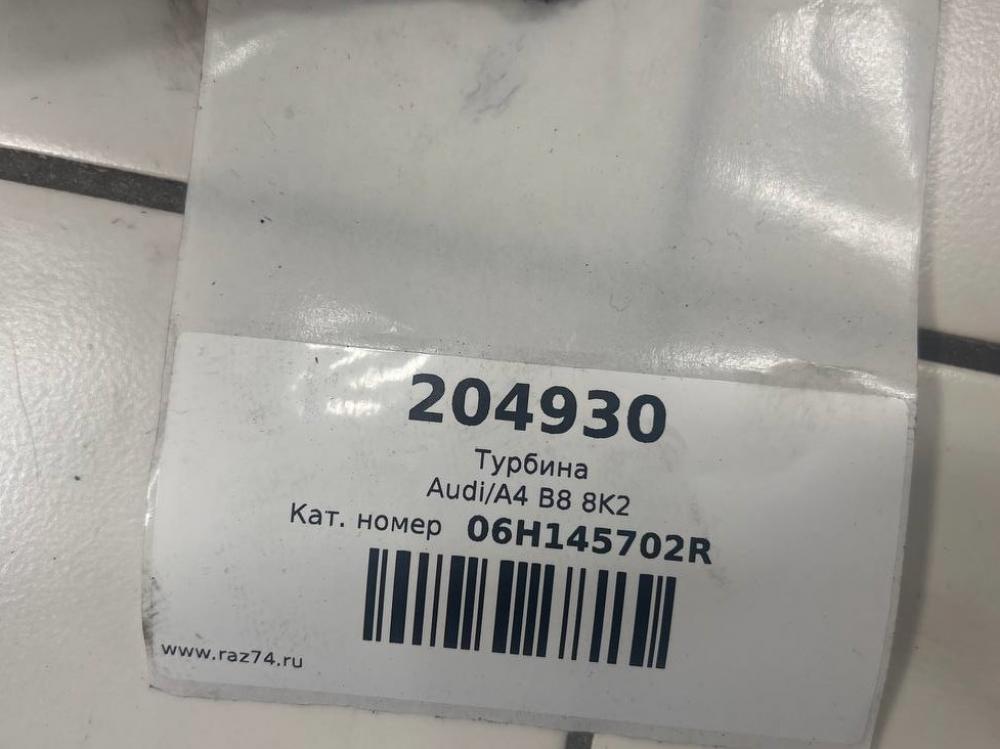 204930
Турбина
Audi/A4 B8 8K2
Кат. номер 06H145702R
www.raz74.ru